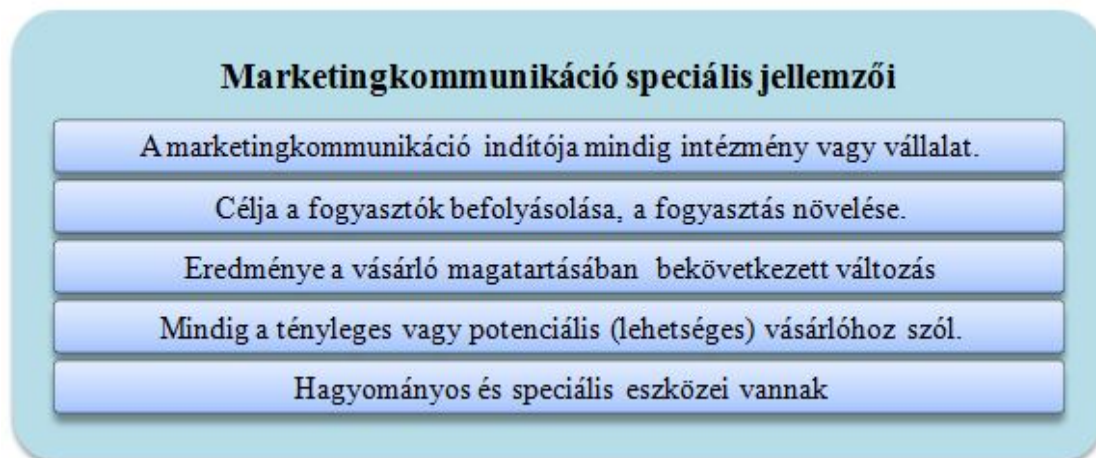 Marketingkommunikáció speciális jellemzői
A marketingkommunikáció indítója mindig intézmény vagy vállalat.
Célja a fogyasztók befolyásolása, a fogyasztás növelése.
Eredménye a vásárló magatartásában bekövetkezett változás
Mindig a tényleges vagy potenciális (lehetséges) vásárlóhoz szól.
Hagyományos és speciális eszközei vannak